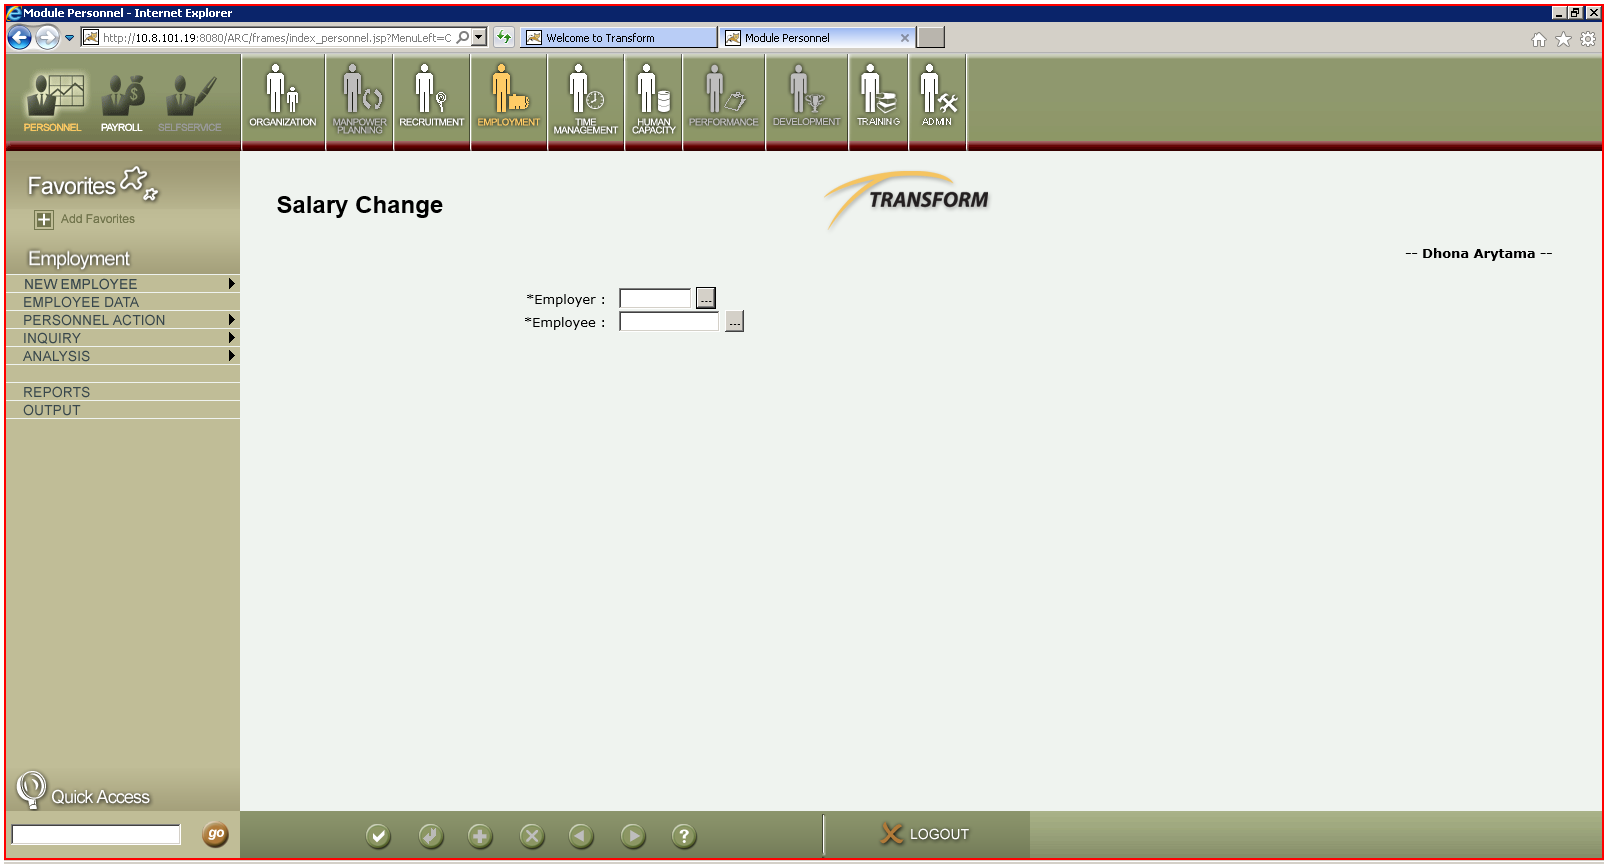 Module Personnel - Internet Explorer
http://10.8.101.19:8080/ARC/frames/index_personnel.jsp?MenuLeft=C
Welcome to Transform
Module Personnel
PERSONNEL
PAYROLL
SELFSERVICE
ORGANIZATION
MANPOWER
PLANNING
RECRUITMENT
EMPLOYMENT
TIME
MANAGEMENT
HUMAN
CAPACITY
PERFORMANCE
DEVELOPMENT
TRAINING
ADMIN
Favorites
Add Favorites
Employment
NEW EMPLOYEE
EMPLOYEE DATA
PERSONNEL ACTION
INQUIRY
ANALYSIS
REPORTS
OUTPUT
Salary Change
TRANSFORM
-- Dhona Arytama --
*Employer : ...
*Employee : ...
Quick Access
go
?
LOGOUT